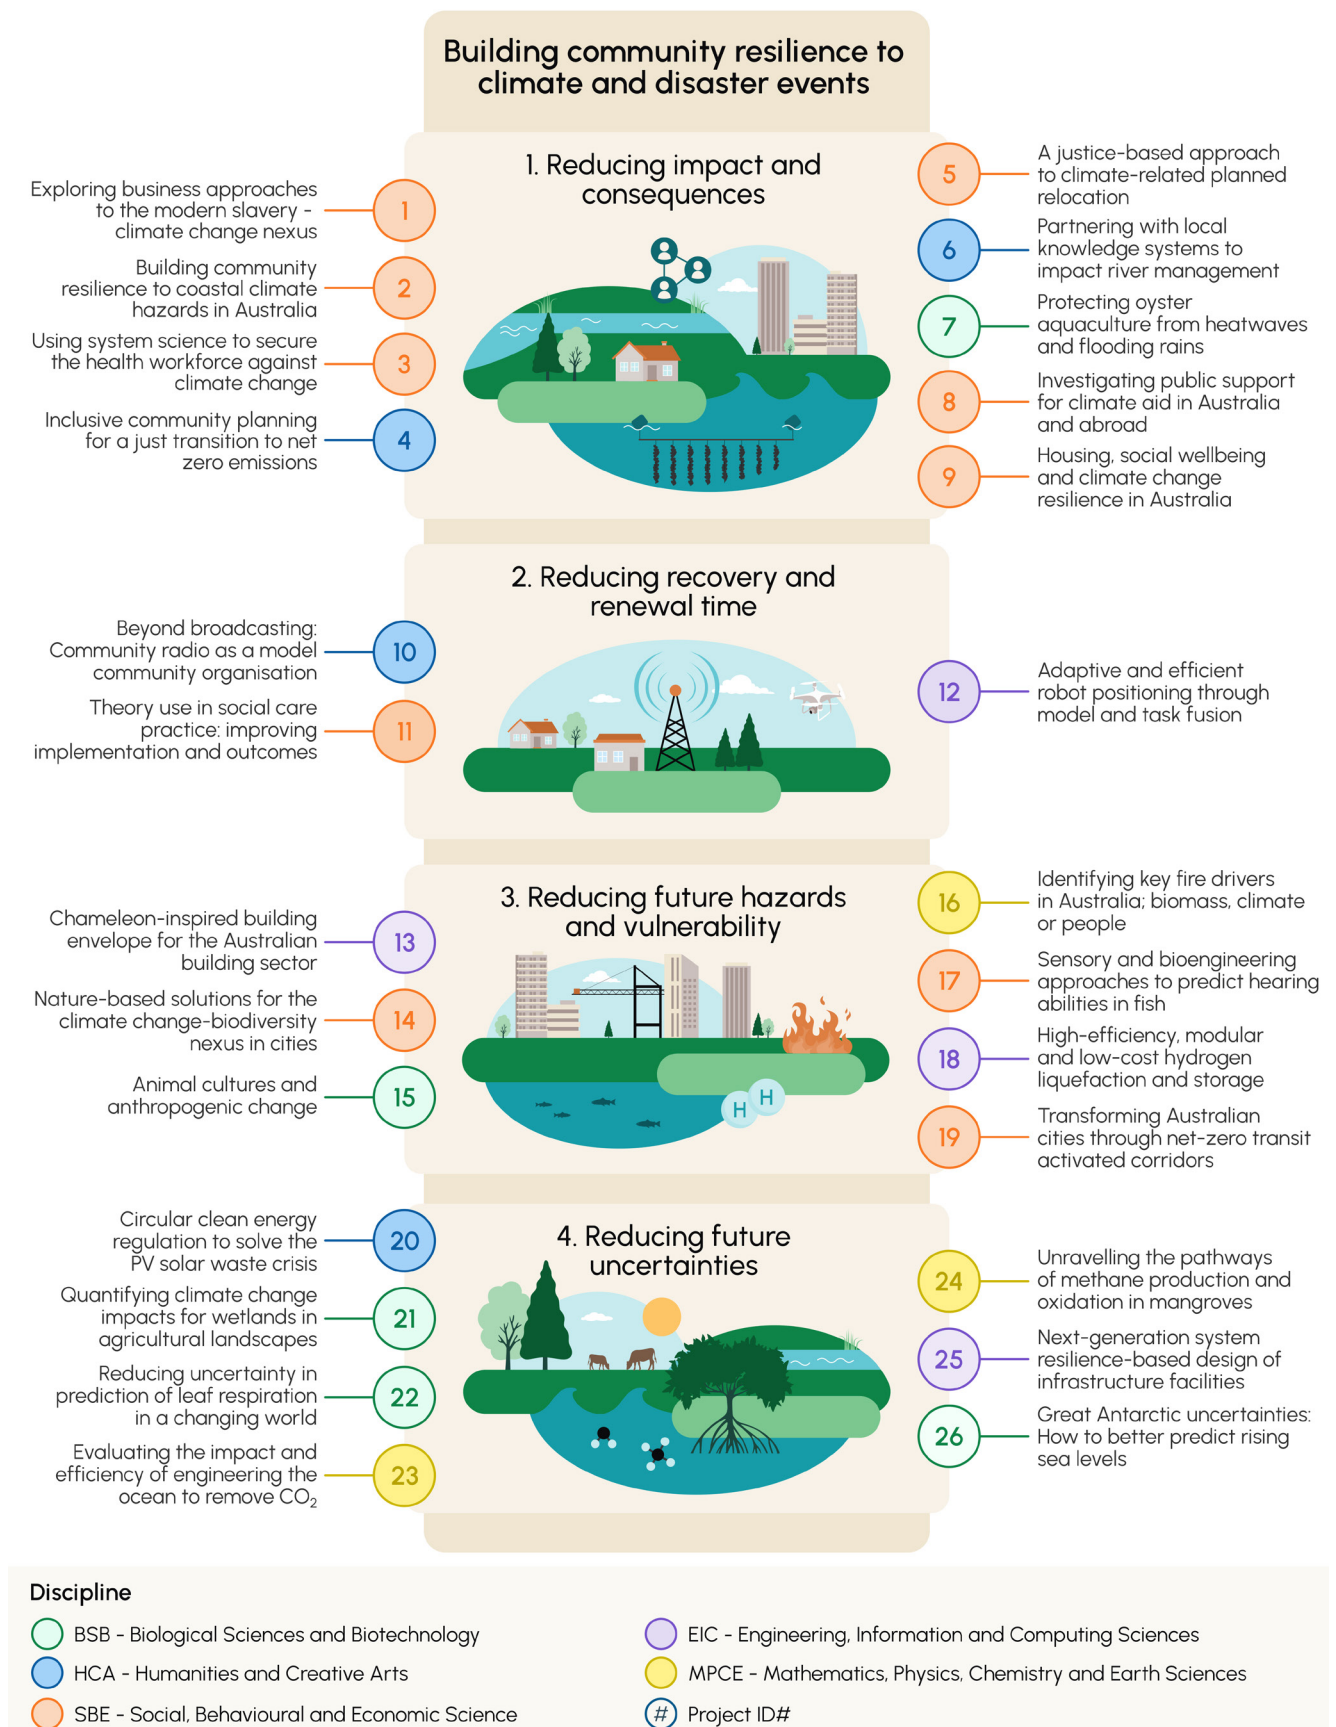 Building community resilience to
climate and disaster events
1. Reducing impact and
consequences
Exploring business approaches
to the modern slavery -
climate change nexus
1
Building community
resilience to coastal climate
hazards in Australia
2
Using system science to secure
the health workforce against
climate change
3
Inclusive community planning
for a just transition to net
zero emissions
4
5
A justice-based approach
to climate-related planned
relocation
6
Partnering with local
knowledge systems to
impact river management
7
Protecting oyster
aquaculture from heatwaves
and flooding rains
8
Investigating public support
for climate aid in Australia
and abroad
9
Housing, social wellbeing
and climate change
resilience in Australia
2. Reducing recovery and
renewal time
Beyond broadcasting:
Community radio as a model
community organisation
10
Theory use in social care
practice: improving
implementation and outcomes
11
12
Adaptive and efficient
robot positioning through
model and task fusion
3. Reducing future hazards
and vulnerability
Chameleon-inspired building
envelope for the Australian
building sector
13
Nature-based solutions for the
climate change-biodiversity
nexus in cities
14
Animal cultures and
anthropogenic change
15
H H
16
Identifying key fire drivers
in Australia; biomass, climate
or people
17
Sensory and bioengineering
approaches to predict hearing
abilities in fish
18
High-efficiency, modular
and low-cost hydrogen
liquefaction and storage
19
Transforming Australian
cities through net-zero transit
activated corridors
4. Reducing future
uncertainties
Circular clean energy
regulation to solve the
PV solar waste crisis
20
Quantifying climate change
impacts for wetlands in
agricultural landscapes
21
Reducing uncertainty in
prediction of leaf respiration
in a changing world
22
Evaluating the impact and
efficiency of engineering the
ocean to remove CO₂
23
24
Unravelling the pathways
of methane production and
oxidation in mangroves
25
Next-generation system
resilience-based design of
infrastructure facilities
26
Great Antarctic uncertainties:
How to better predict rising
sea levels
Discipline
BSB - Biological Sciences and Biotechnology
HCA - Humanities and Creative Arts
SBE - Social, Behavioural and Economic Science
EIC - Engineering, Information and Computing Sciences
MPCE - Mathematics, Physics, Chemistry and Earth Sciences
# Project ID#